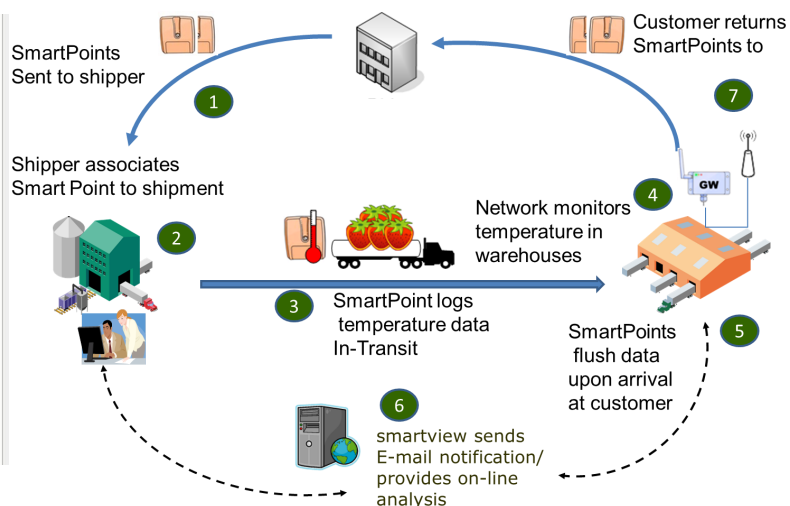 SmartPoints
Sent to shipper
1
Customer returns
SmartPoints to
7
Shipper associates
Smart Point to shipment
2
3
SmartPoint logs
temperature data
In-Transit
4
GW
Network monitors
temperature in
warehouses
5
SmartPoints
flush data
upon arrival
at customer
6
smartview sends
E-mail notification/
provides on-line
analysis